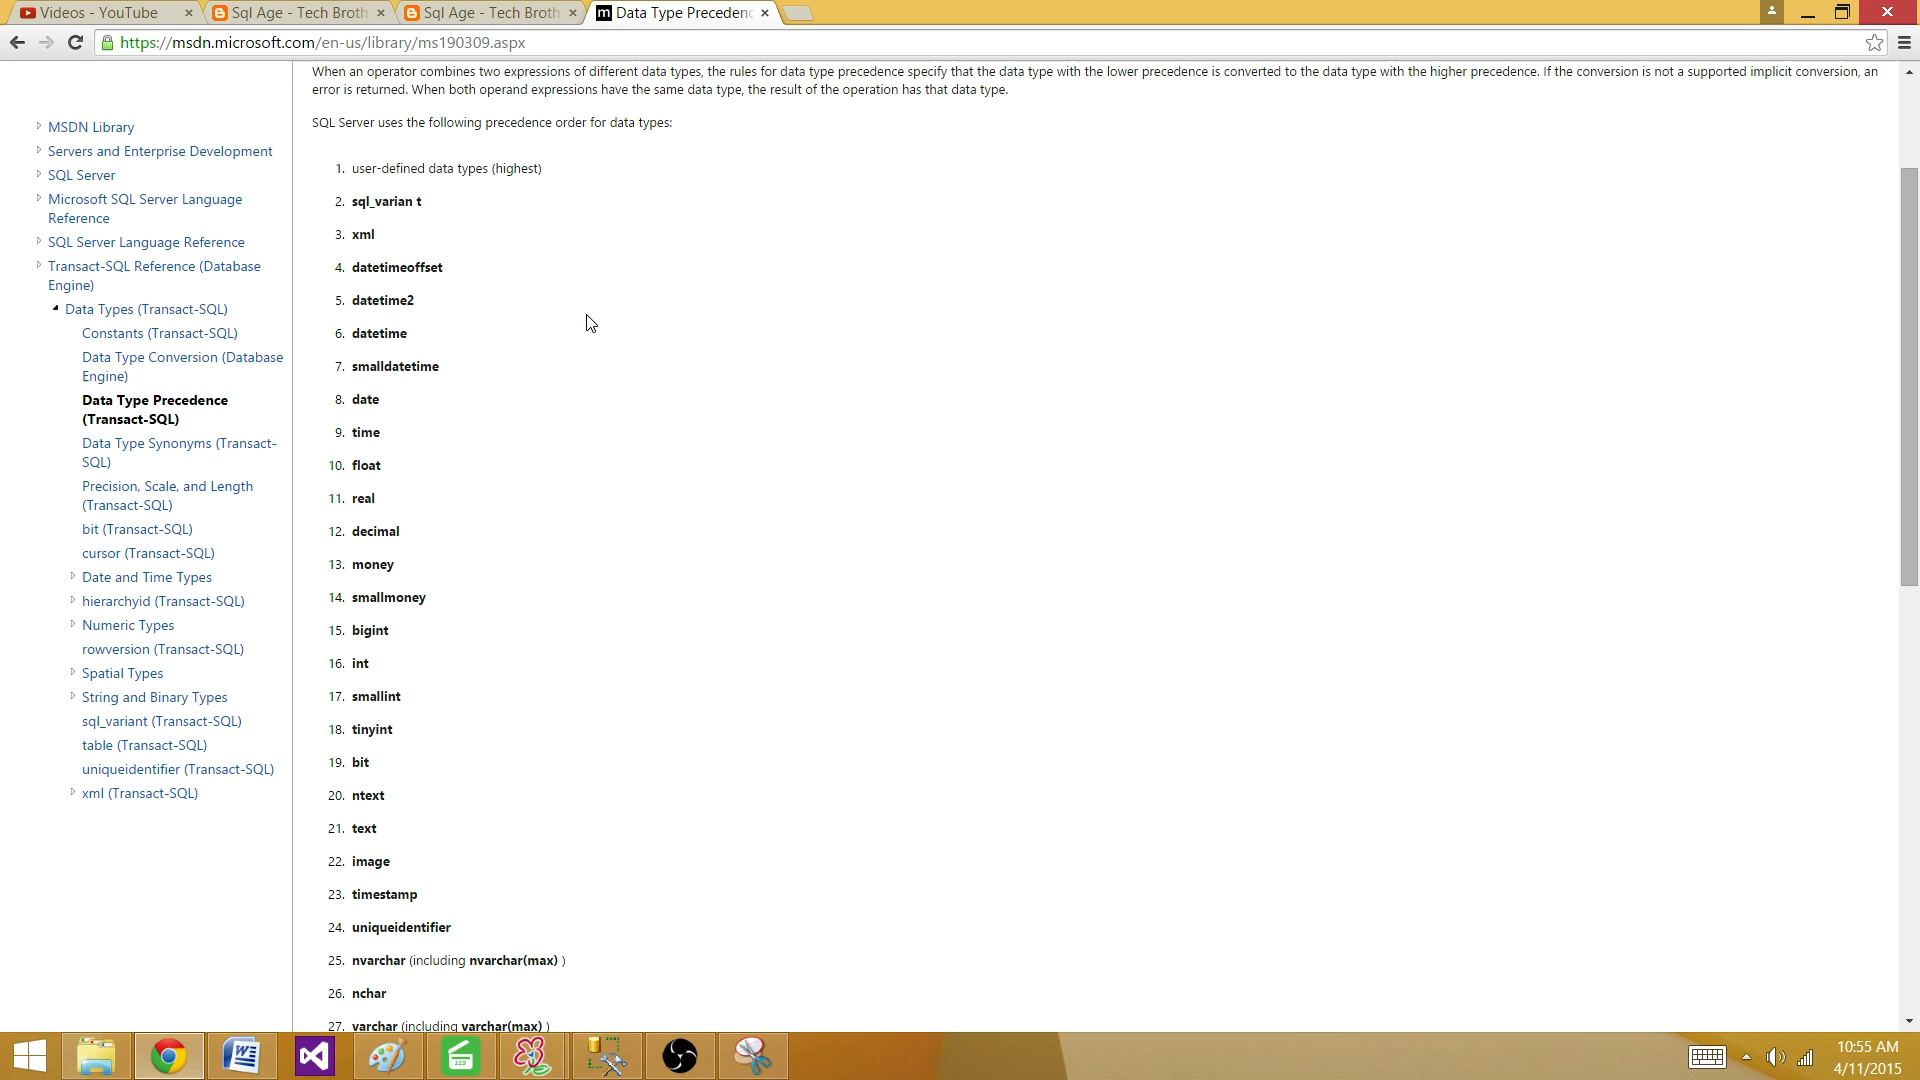 Videos - YouTube
Sql Age - Tech Broth
Sql Age - Tech Broth
Data Type Precedenc
https://msdn.microsoft.com/en-us/library/ms190309.aspx
When an operator combines two expressions of different data types, the rules for data type precedence specify that the data type with the lower precedence is converted to the data type with the higher precedence. If the conversion is not a supported implicit conversion, an
error is returned. When both operand expressions have the same data type, the result of the operation has that data type.
SQL Server uses the following precedence order for data types:
MSDN Library
Servers and Enterprise Development
SQL Server
Microsoft SQL Server Language
Reference
SQL Server Language Reference
Transact-SQL Reference (Database
Engine)
Data Types (Transact-SQL)
Constants (Transact-SQL)
Data Type Conversion (Database
Engine)
Data Type Precedence
(Transact-SQL)
Data Type Synonyms (Transact-
SQL)
Precision, Scale, and Length
(Transact-SQL)
bit (Transact-SQL)
cursor (Transact-SQL)
Date and Time Types
hierarchyid (Transact-SQL)
Numeric Types
rowversion (Transact-SQL)
Spatial Types
String and Binary Types
sql_variant (Transact-SQL)
table (Transact-SQL)
uniqueidentifier (Transact-SQL)
xml (Transact-SQL)
1. user-defined data types (highest)
2. sql_varian t
3. xml
4. datetimeoffset
5. datetime2
6. datetime
7. smalldatetime
8. date
9. time
10. float
11. real
12. decimal
13. money
14. smallmoney
15. bigint
16. int
17. smallint
18. tinyint
19. bit
20. ntext
21. text
22. image
23. timestamp
24. uniqueidentifier
25. nvarchar (including nvarchar(max) )
26. nchar
27. varchar (including varchar(max) )
10:55 AM
4/11/2015